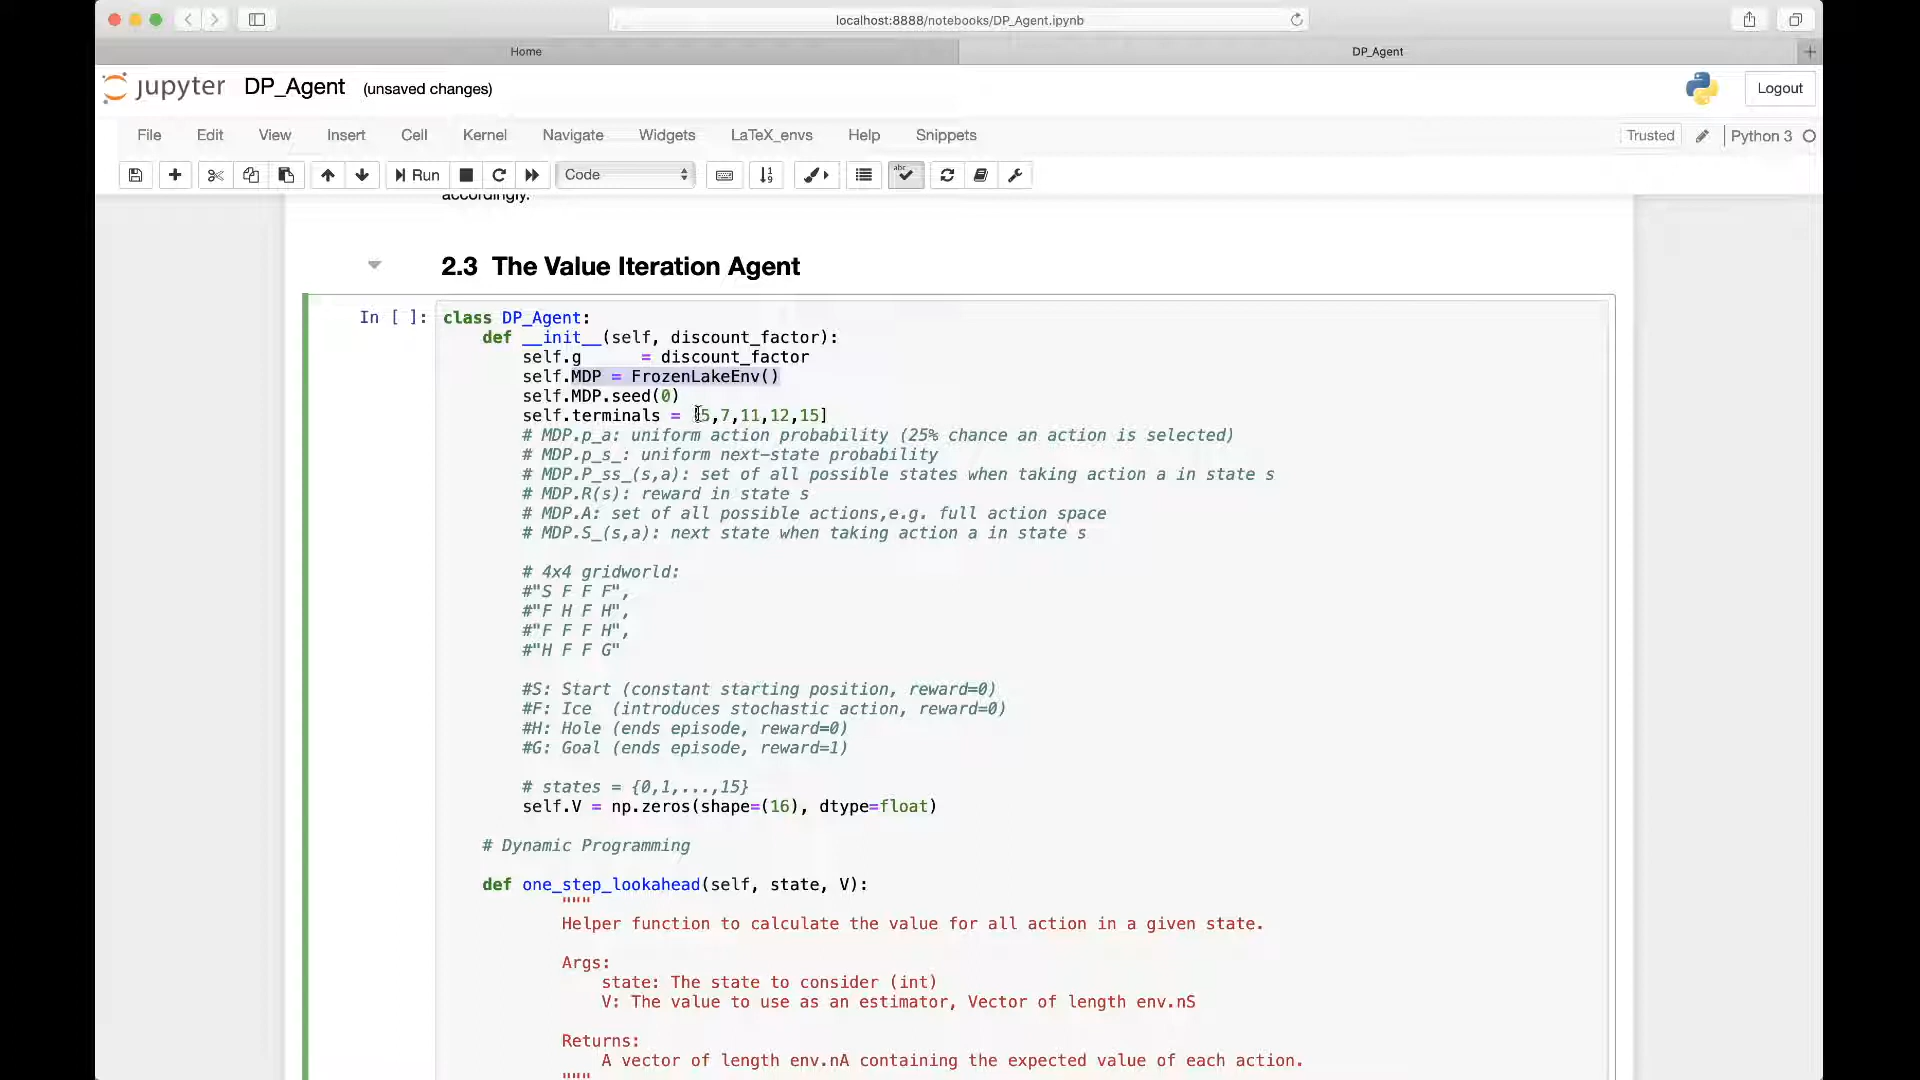 localhost:8888/notebooks/DP_Agent.ipynb
Home
DP_Agent
jupyter DP_Agent (unsaved changes)
Logout
File Edit View Insert Cell Kernel Navigate Widgets LaTeX_envs Help Snippets
Trusted Python 3
Run Code
accordingly.
2.3 The Value Iteration Agent
In [ ]: class DP_Agent:
def __init__(self, discount_factor):
self.g = discount_factor
self.MDP = FrozenLakeEnv()
self.MDP.seed(0)
self.terminals = [5,7,11,12,15]
# MDP.p_a: uniform action probability (25% chance an action is selected)
# MDP.p_s_: uniform next-state probability
# MDP.P_ss_(s,a): set of all possible states when taking action a in state s
# MDP.R(s): reward in state s
# MDP.A: set of all possible actions,e.g. full action space
# MDP.S_(s,a): next state when taking action a in state s
# 4x4 gridworld:
#"S F F F",
#"F H F H",
#"F F F H",
#"H F F G"
#S: Start (constant starting position, reward=0)
#F: Ice (introduces stochastic action, reward=0)
#H: Hole (ends episode, reward=0)
#G: Goal (ends episode, reward=1)
# states = {0,1,...,15}
self.V = np.zeros(shape=(16), dtype=float)
# Dynamic Programming
def one_step_lookahead(self, state, V):
"""
Helper function to calculate the value for all action in a given state.
Args:
state: The state to consider (int)
V: The value to use as an estimator, Vector of length env.nS
Returns:
A vector of length env.nA containing the expected value of each action.
"""